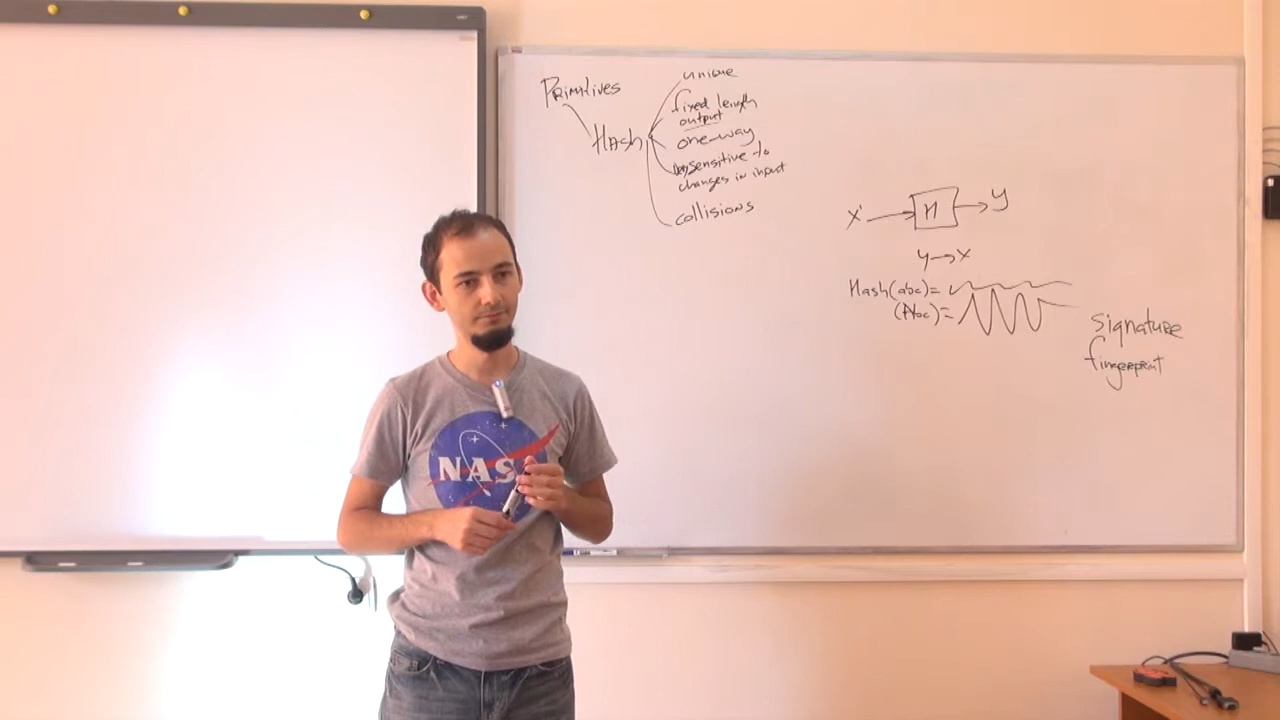 Primitives
Hash
unique
fixed length
output
one-way
sensitive to
changes in input
collisions
x' → H → y
y → x
Hash(abc) =
(Abc) =
Signature
fingerprint
NASA